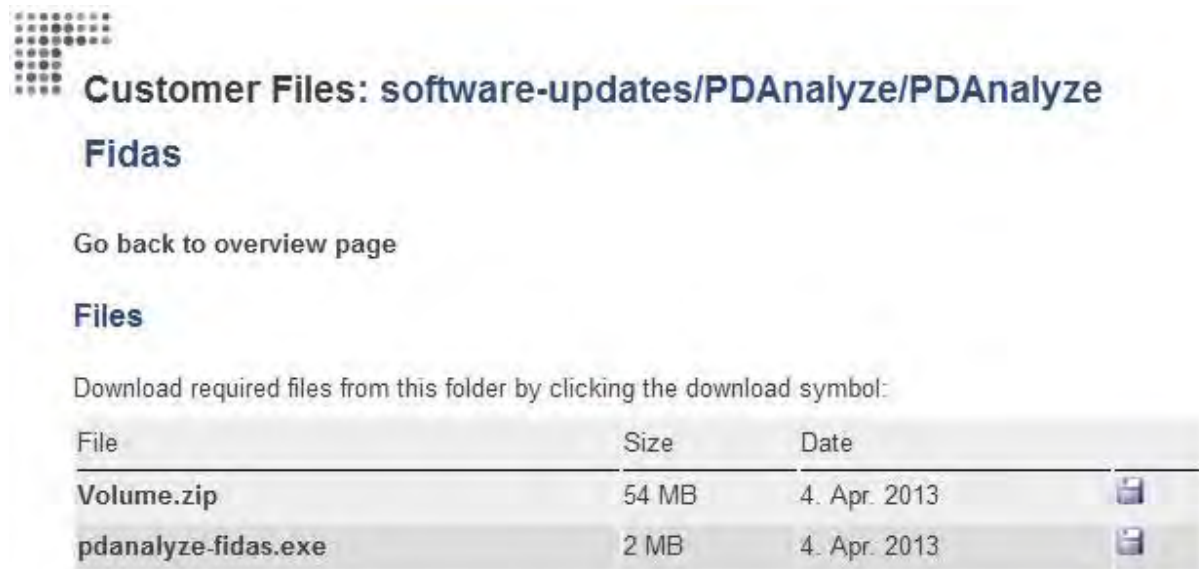 Customer Files: software-updates/PDAnalyze/PDAnalyze
Fidas
Go back to overview page
Files
Download required files from this folder by clicking the download symbol:
File Size Date
Volume.zip 54 MB 4. Apr. 2013
pdanalyze-fidas.exe 2 MB 4. Apr. 2013